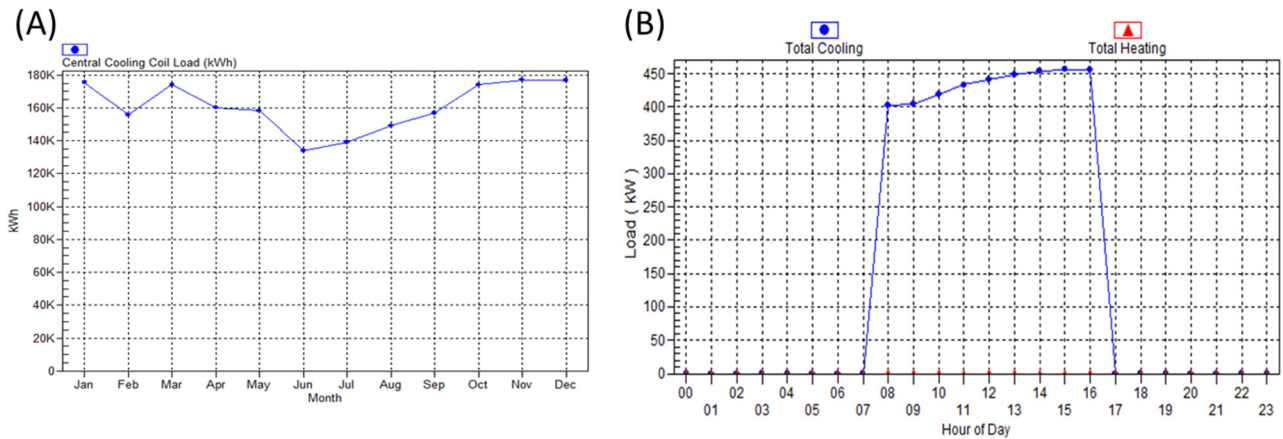 (A)
Central Cooling Coil Load (kWh)
180K
160K
140K
120K
100K
80K
60K
40K
20K
0
kWh
Jan Feb Mar Apr May Jun Jul Aug Sep Oct Nov Dec
Month
(B)
Total Cooling Total Heating
450
400
350
300
250
200
150
100
50
0
Load ( kW )
00 02 04 06 08 10 12 14 16 18 20 22
01 03 05 07 09 11 13 15 17 19 21 23
Hour of Day